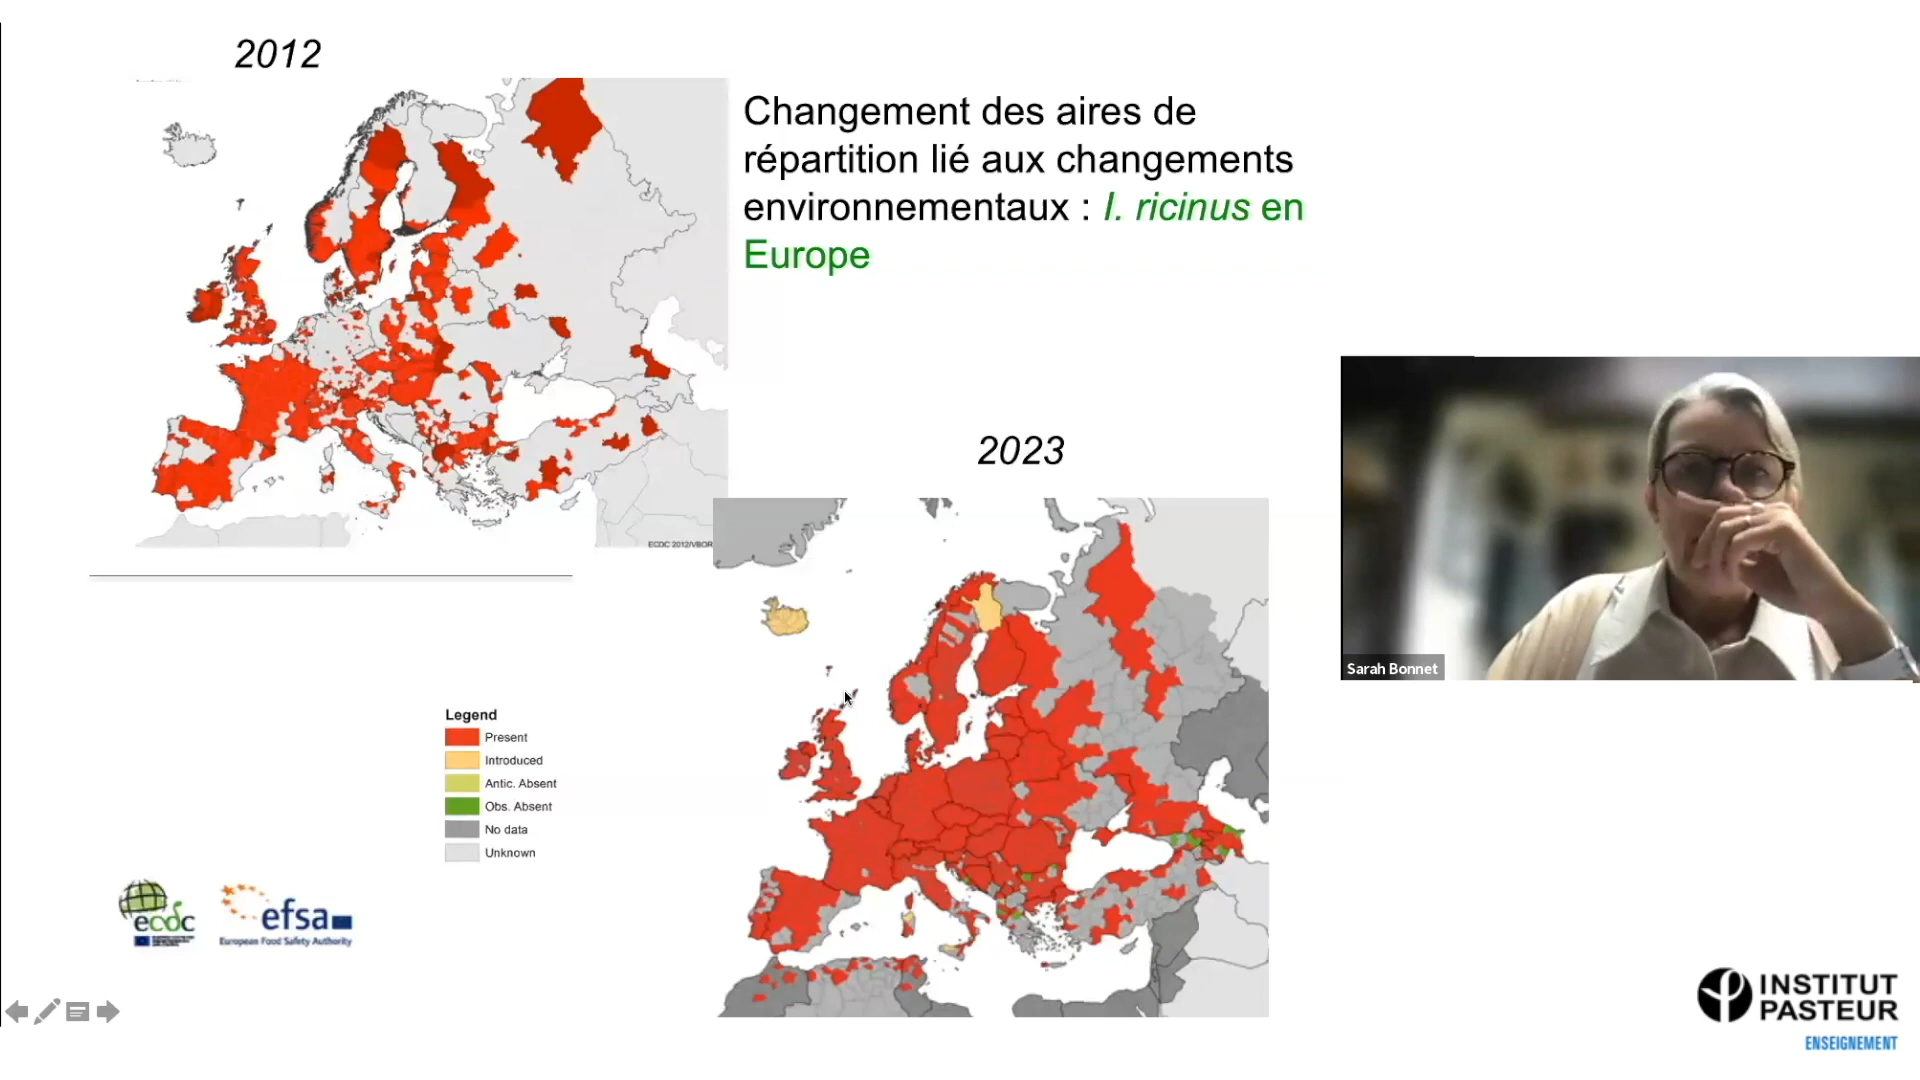 2012
Changement des aires de
répartition lié aux changements
environnementaux : I. ricinus en
Europe
ECDC 2012/VBOR
2023
Legend
Present
Introduced
Antic. Absent
Obs. Absent
No data
Unknown
ecdc
efsa
European Food Safety Authority
Sarah Bonnet
INSTITUT
PASTEUR
ENSEIGNEMENT